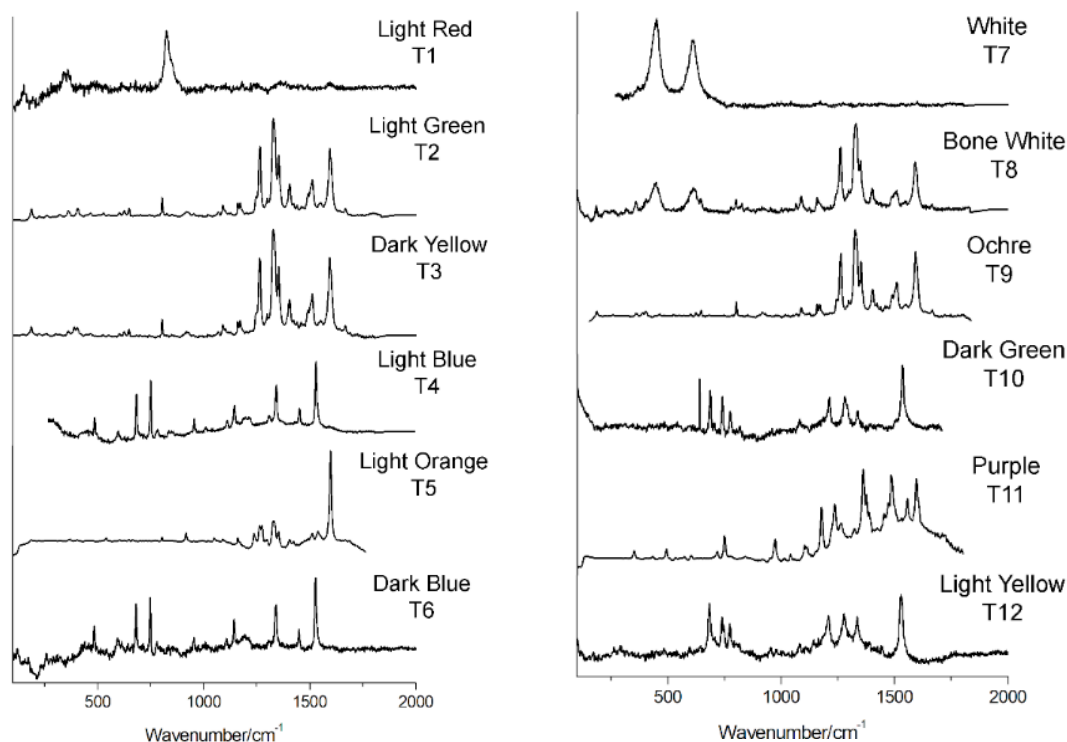 Light Red
T1
Light Green
T2
Dark Yellow
T3
Light Blue
T4
Light Orange
T5
Dark Blue
T6
500 1000 1500 2000
Wavenumber/cm⁻¹
White
T7
Bone White
T8
Ochre
T9
Dark Green
T10
Purple
T11
Light Yellow
T12
500 1000 1500 2000
Wavenumber/cm⁻¹